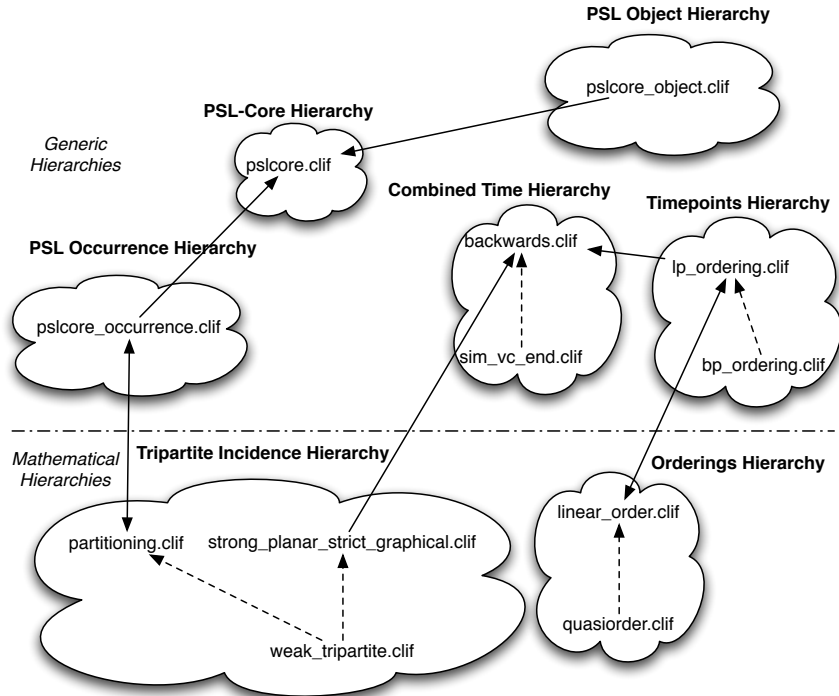 PSL Object Hierarchy
pslcore_object.clif
PSL-Core Hierarchy
Generic
Hierarchies
pslcore.clif
Combined Time Hierarchy
Timepoints Hierarchy
backwards.clif
PSL Occurrence Hierarchy
lp_ordering.clif
pslcore_occurrence.clif
sim_vc_end.clif
bp_ordering.clif
Mathematical
Hierarchies
Tripartite Incidence Hierarchy
Orderings Hierarchy
linear_order.clif
partitioning.clif
strong_planar_strict_graphical.clif
quasiorder.clif
weak_tripartite.clif